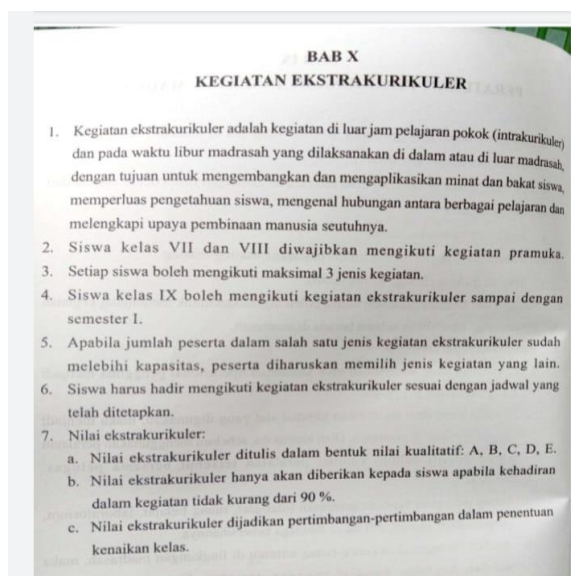 BAB X
KEGIATAN EKSTRAKURIKULER
1. Kegiatan ekstrakurikuler adalah kegiatan di luar jam pelajaran pokok (intrakurikuler)
dan pada waktu libur madrasah yang dilaksanakan di dalam atau di luar madrasah,
dengan tujuan untuk mengembangkan dan mengaplikasikan minat dan bakat siswa,
memperluas pengetahuan siswa, mengenal hubungan antara berbagai pelajaran dan
melengkapi upaya pembinaan manusia seutuhnya.
2. Siswa kelas VII dan VIII diwajibkan mengikuti kegiatan pramuka.
3. Setiap siswa boleh mengikuti maksimal 3 jenis kegiatan.
4. Siswa kelas IX boleh mengikuti kegiatan ekstrakurikuler sampai dengan
semester I.
5. Apabila jumlah peserta dalam salah satu jenis kegiatan ekstrakurikuler sudah
melebihi kapasitas, peserta diharuskan memilih jenis kegiatan yang lain.
6. Siswa harus hadir mengikuti kegiatan ekstrakurikuler sesuai dengan jadwal yang
telah ditetapkan.
7. Nilai ekstrakurikuler:
a. Nilai ekstrakurikuler ditulis dalam bentuk nilai kualitatif: A, B, C, D, E.
b. Nilai ekstrakurikuler hanya akan diberikan kepada siswa apabila kehadiran
dalam kegiatan tidak kurang dari 90 %.
c. Nilai ekstrakurikuler dijadikan pertimbangan-pertimbangan dalam penentuan
kenaikan kelas.